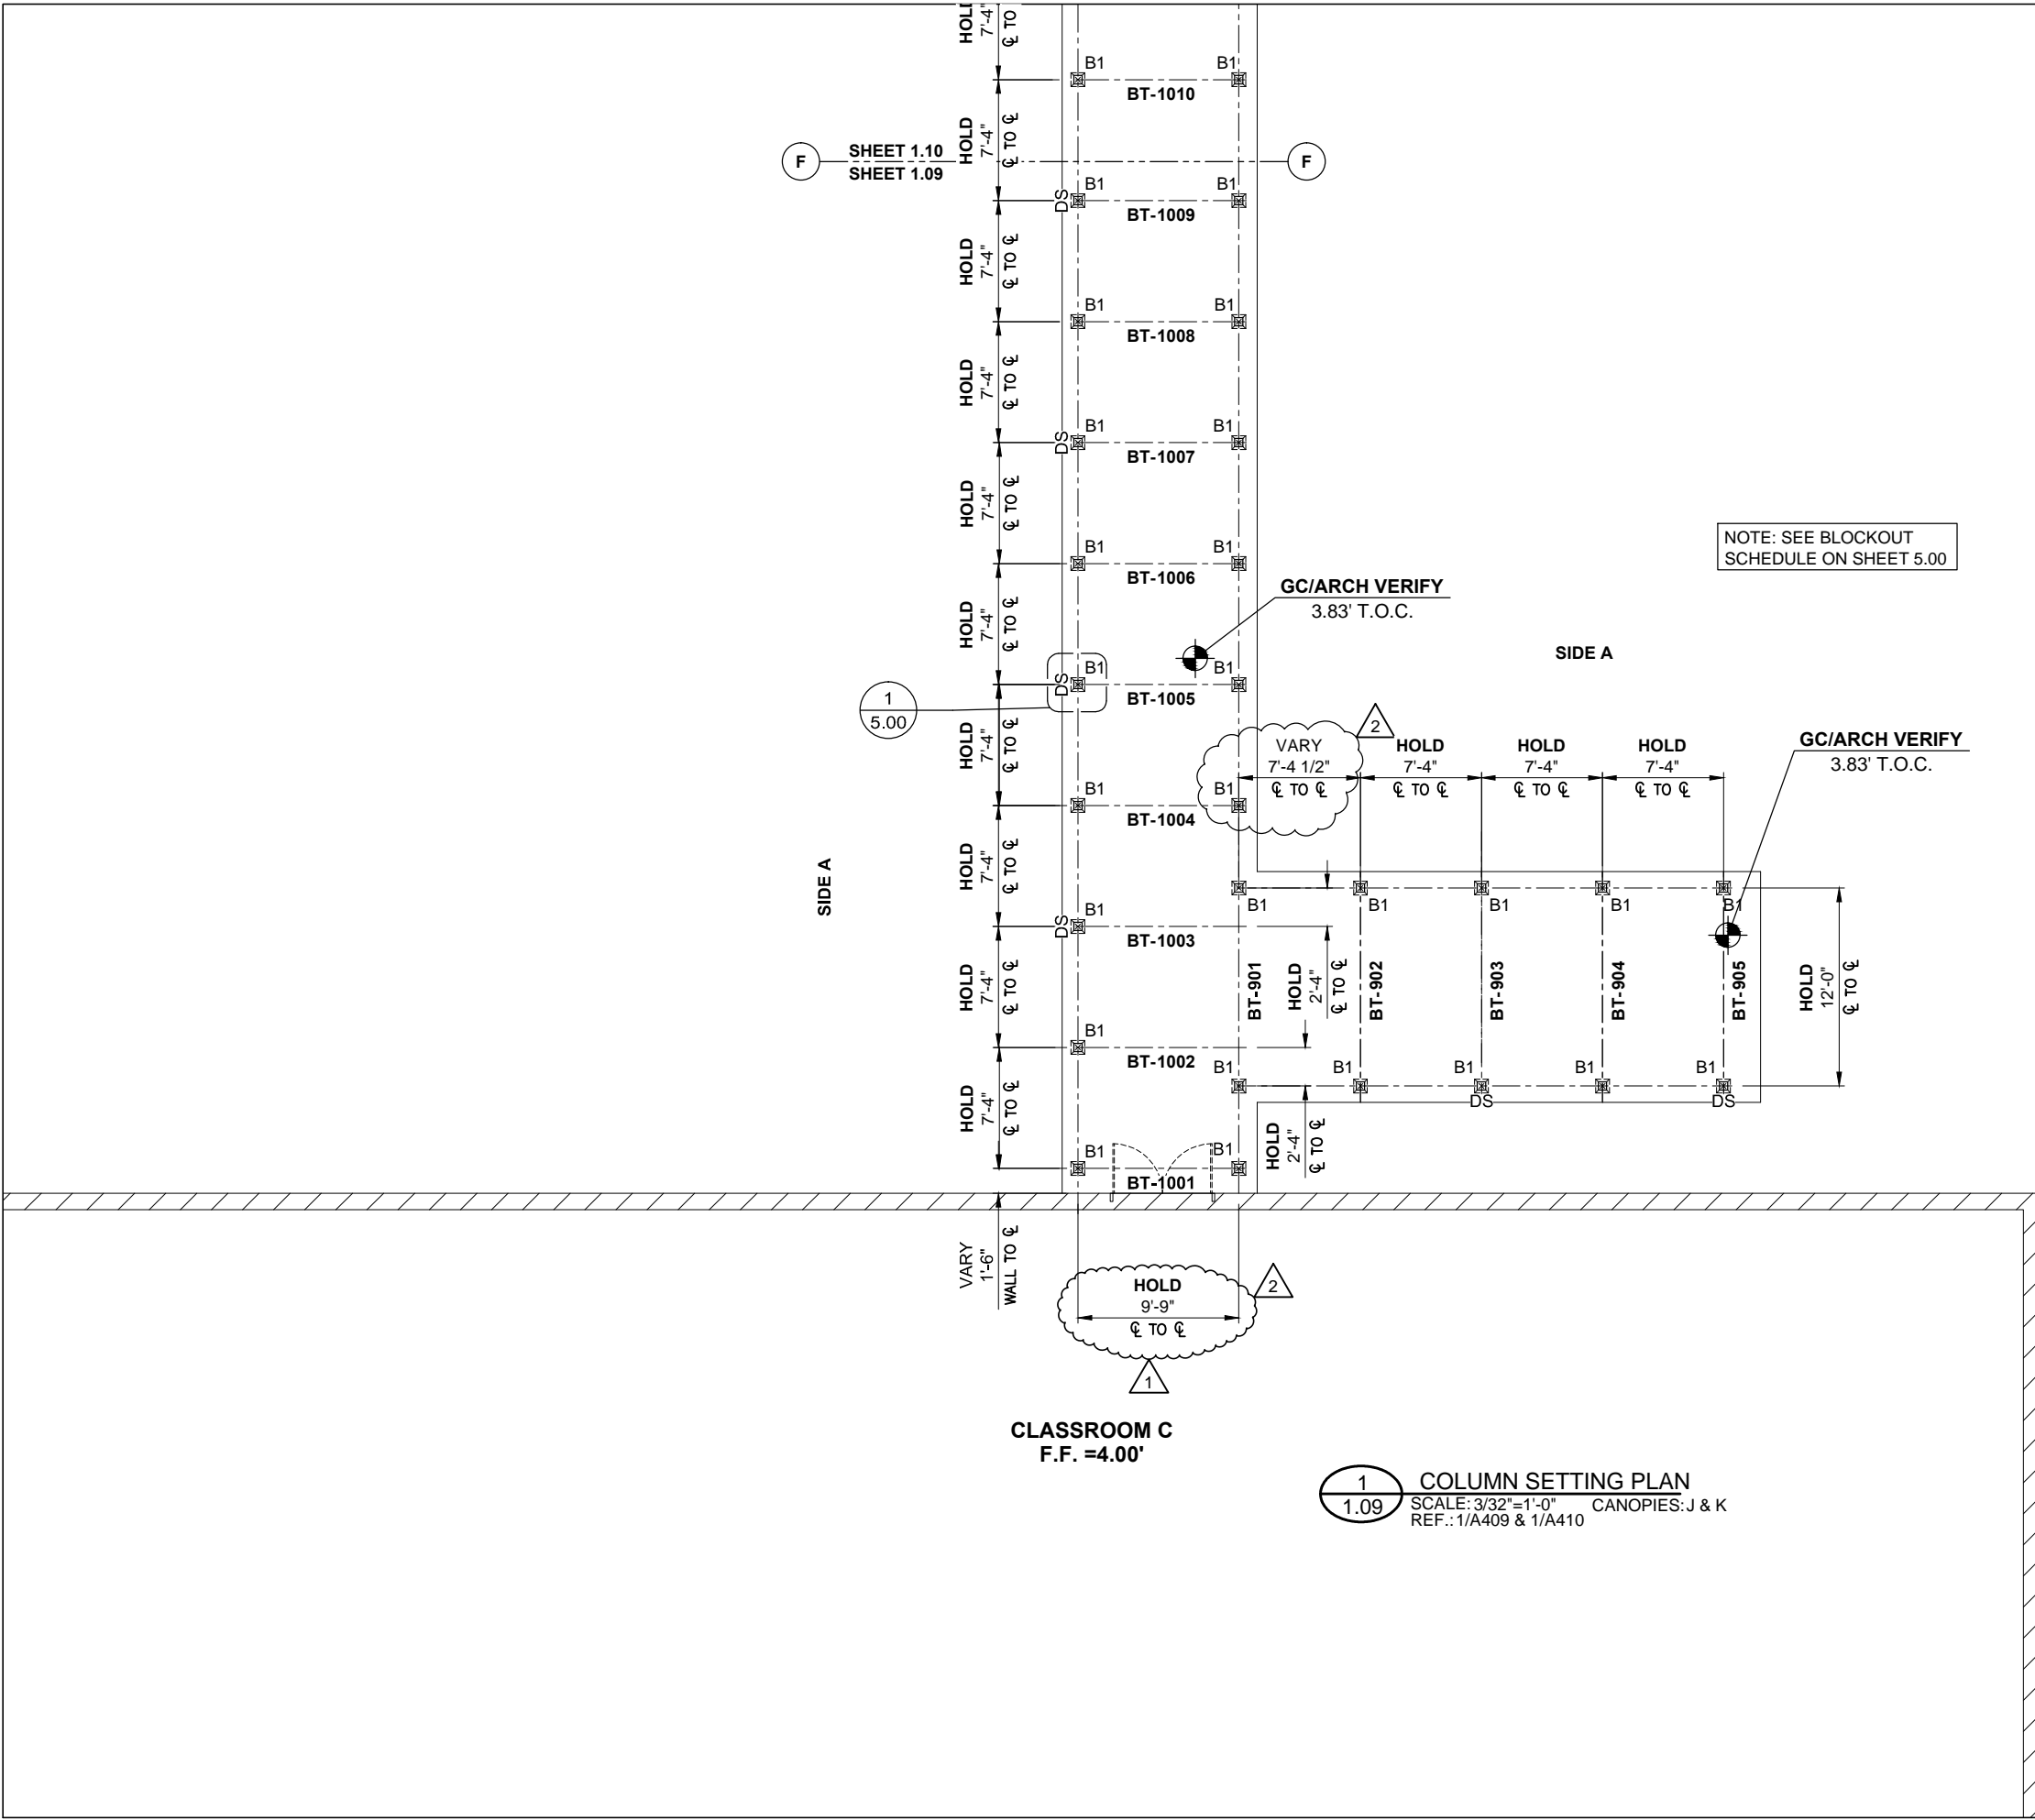 HOLD
7'-4"
℄ TO
B1
B1
BT-1010
HOLD
7'-4"
℄ TO ℄
F
SHEET 1.10
SHEET 1.09
F
DS
B1
B1
BT-1009
HOLD
7'-4"
℄ TO ℄
B1
B1
BT-1008
HOLD
7'-4"
℄ TO ℄
DS
B1
B1
BT-1007
HOLD
7'-4"
℄ TO ℄
NOTE: SEE BLOCKOUT
SCHEDULE ON SHEET 5.00
B1
B1
BT-1006
GC/ARCH VERIFY
3.83' T.O.C.
HOLD
7'-4"
℄ TO ℄
SIDE A
DS
B1
B1
BT-1005
1
5.00
HOLD
7'-4"
℄ TO ℄
2
VARY
7'-4 1/2"
℄ TO ℄
HOLD
7'-4"
℄ TO ℄
HOLD
7'-4"
℄ TO ℄
HOLD
7'-4"
℄ TO ℄
GC/ARCH VERIFY
3.83' T.O.C.
B1
B1
BT-1004
SIDE A
HOLD
7'-4"
℄ TO ℄
B1
B1
B1
B1
B1
DS
B1
BT-1003
HOLD
7'-4"
℄ TO ℄
BT-901
HOLD
2'-4"
℄ TO ℄
BT-902
BT-903
BT-904
BT-905
HOLD
12'-0"
℄ TO ℄
B1
BT-1002
B1
B1
B1
B1
B1
DS
DS
HOLD
7'-4"
℄ TO ℄
HOLD
2'-4"
℄ TO ℄
B1
B1
BT-1001
VARY
1'-6"
WALL TO ℄
HOLD
9'-9"
℄ TO ℄
2
1
CLASSROOM C
F.F. =4.00'
1
1.09
COLUMN SETTING PLAN
SCALE: 3/32"=1'-0" CANOPIES: J & K
REF.: 1/A409 & 1/A410